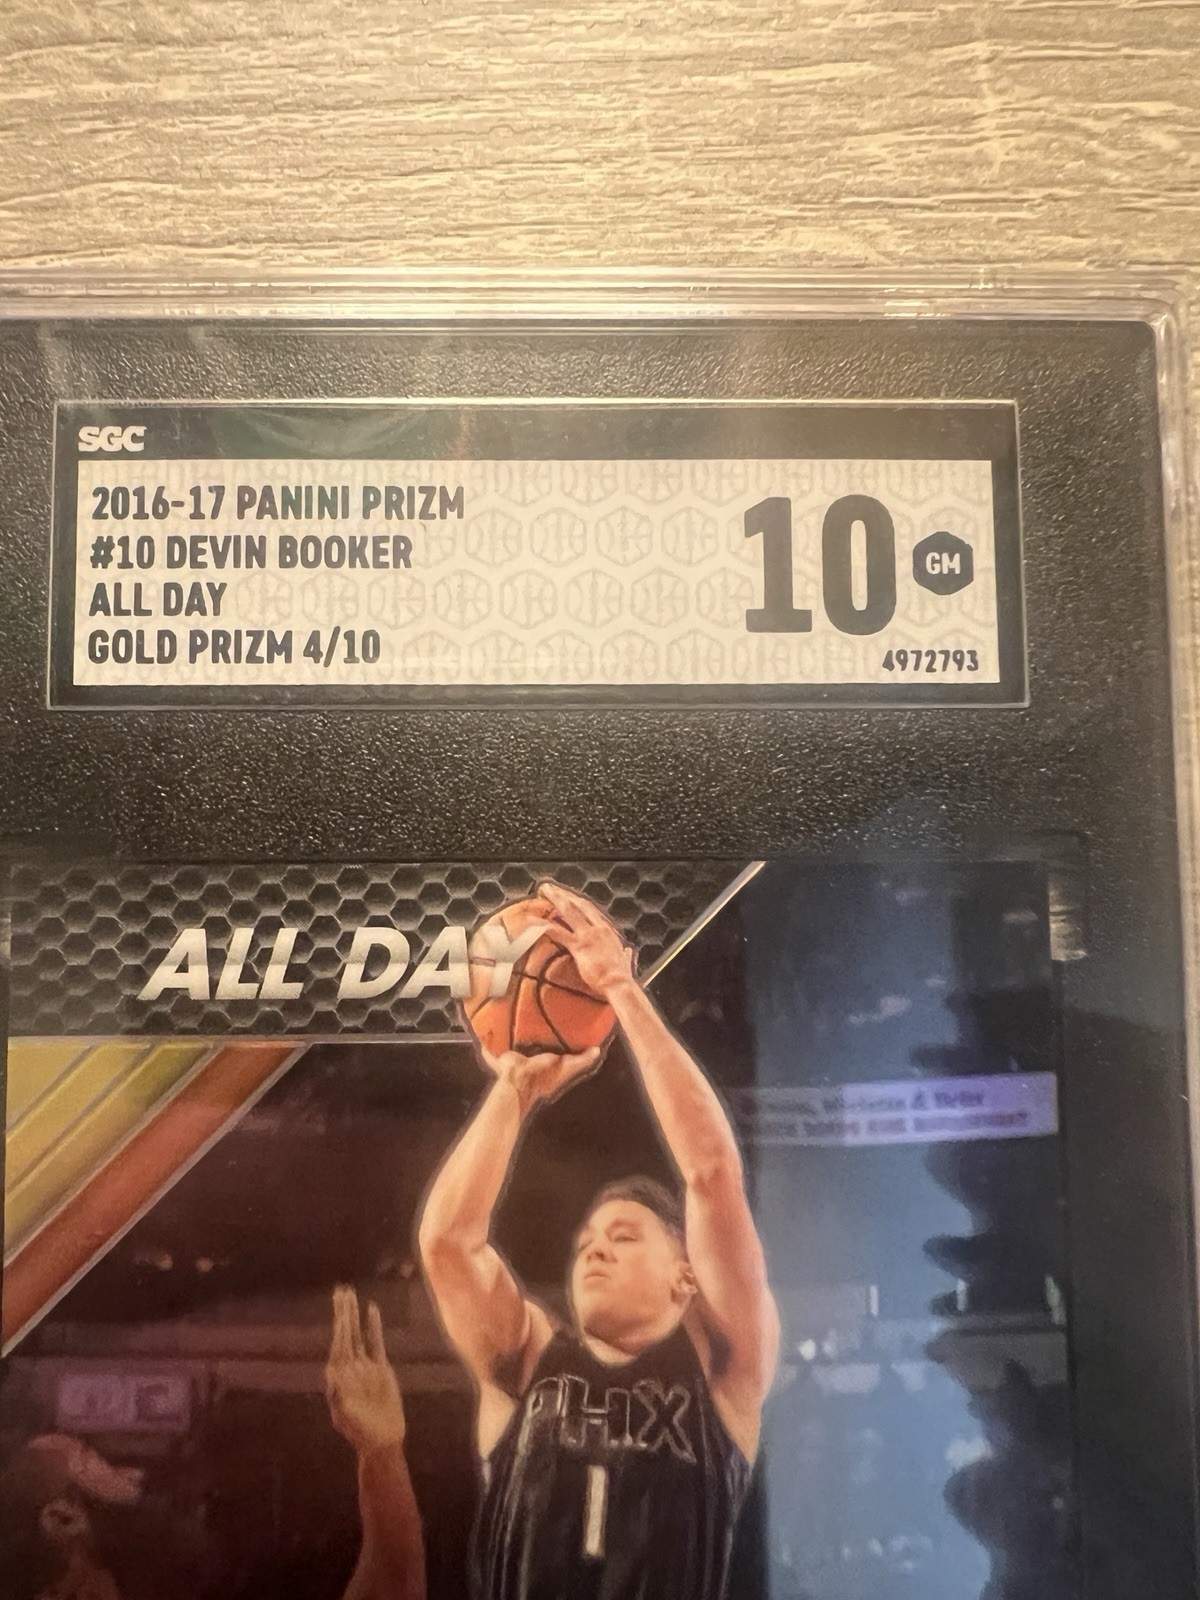 SGC
2016-17 PANINI PRIZM
#10 DEVIN BOOKER
ALL DAY
GOLD PRIZM 4/10
10
GM
4972793
ALL DAY
PHX
1